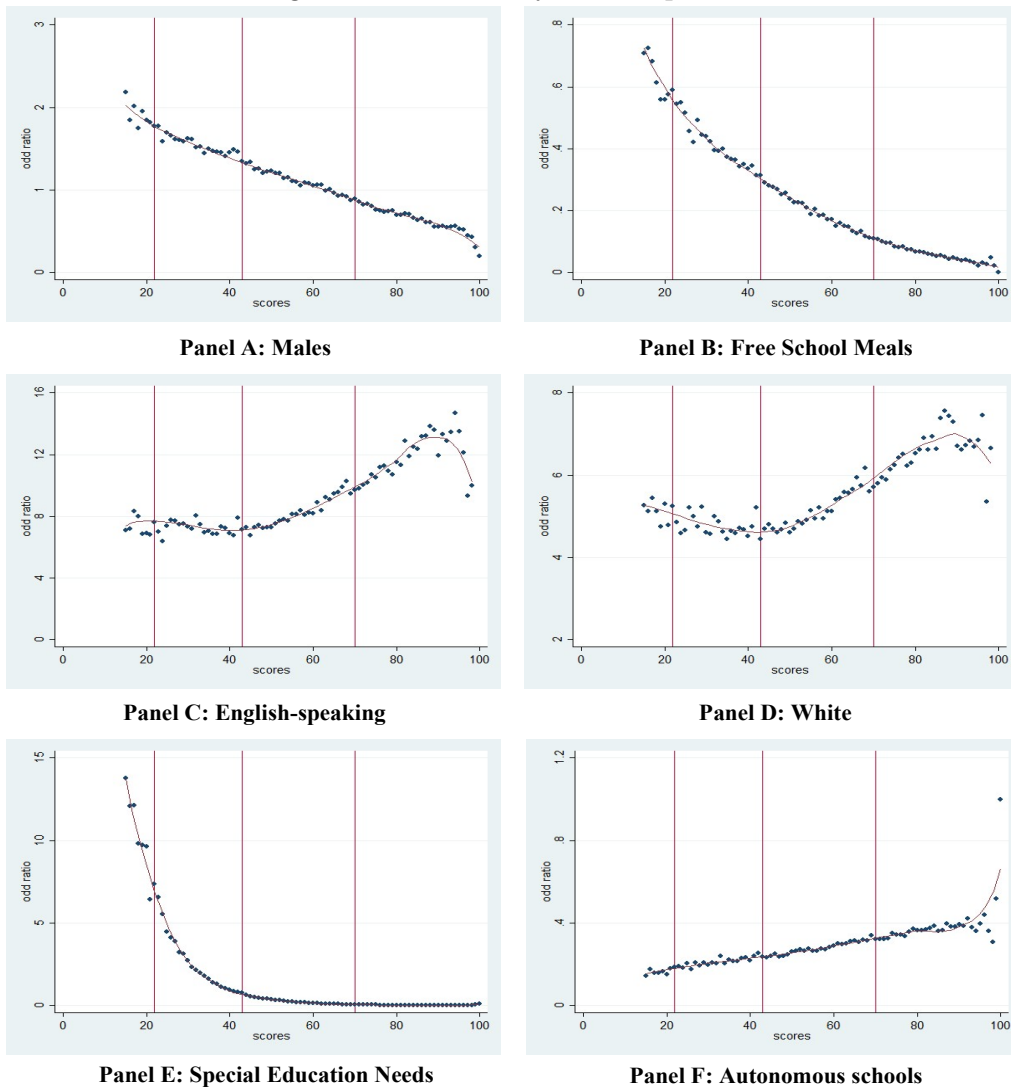 odd ratio
0 1 2 3
0 20 40 60 80 100
scores
Panel A: Males
odd ratio
0 .2 .4 .6 .8
0 20 40 60 80 100
scores
Panel B: Free School Meals
odd ratio
0 4 8 12 16
0 20 40 60 80 100
scores
Panel C: English-speaking
odd ratio
2 4 6 8
0 20 40 60 80 100
scores
Panel D: White
odd ratio
0 5 10 15
0 20 40 60 80 100
scores
Panel E: Special Education Needs
odd ratio
0 .4 .8 1.2
0 20 40 60 80 100
scores
Panel F: Autonomous schools